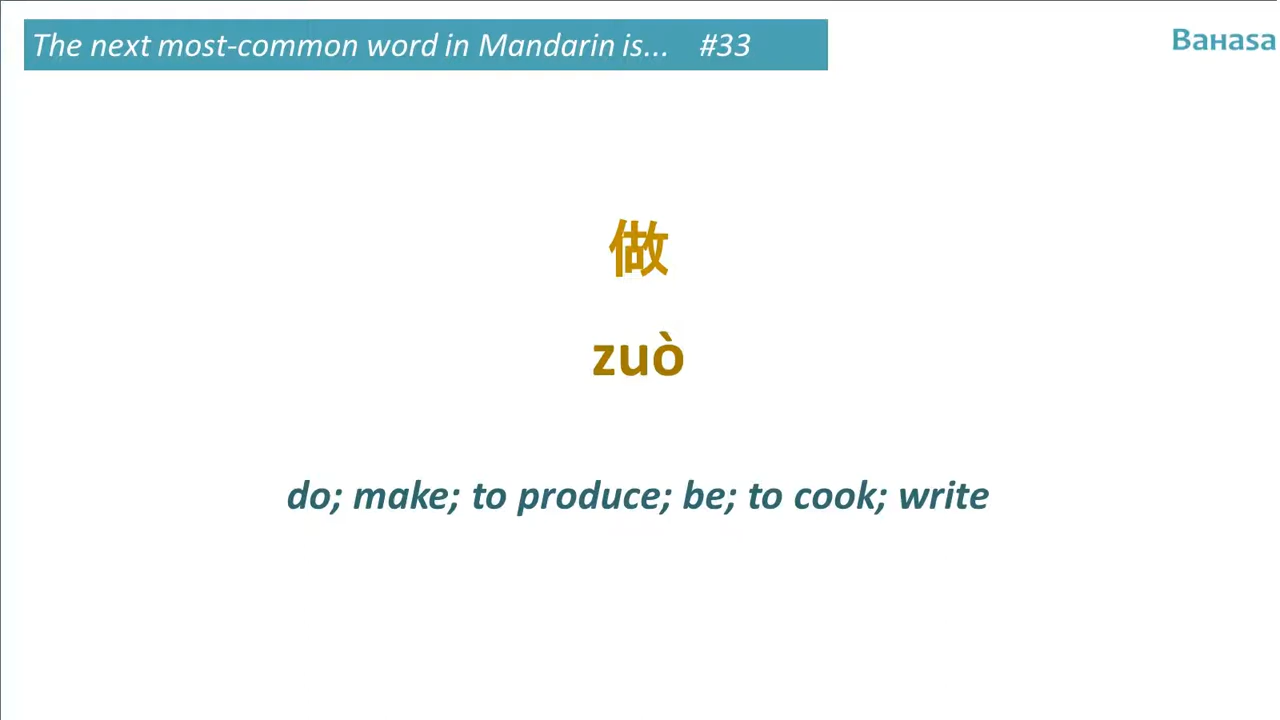 The next most-common word in Mandarin is... #33
Baнasa
做
zuò
do; make; to produce; be; to cook; write